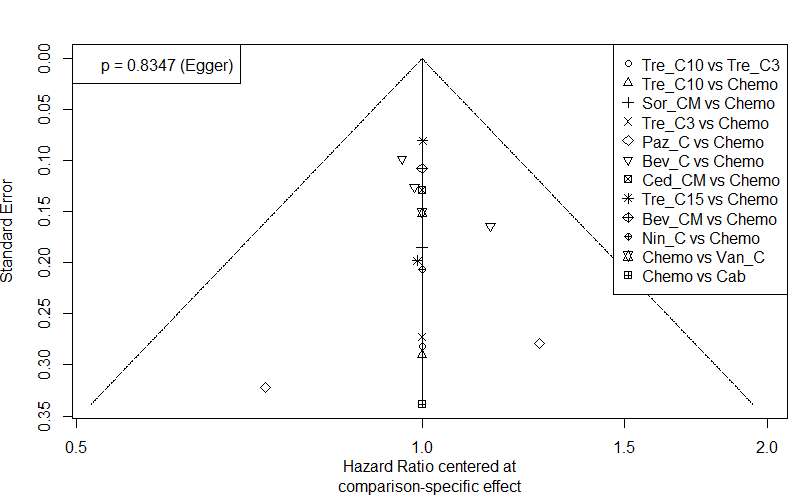 p = 0.8347 (Egger)
Tre_C10 vs Tre_C3
Tre_C10 vs Chemo
Sor_CM vs Chemo
Tre_C3 vs Chemo
Paz_C vs Chemo
Bev_C vs Chemo
Ced_CM vs Chemo
Tre_C15 vs Chemo
Bev_CM vs Chemo
Nin_C vs Chemo
Chemo vs Van_C
Chemo vs Cab
Standard Error
0.00
0.05
0.10
0.15
0.20
0.25
0.30
0.35
0.5
1.0
1.5
2.0
Hazard Ratio centered at
comparison-specific effect